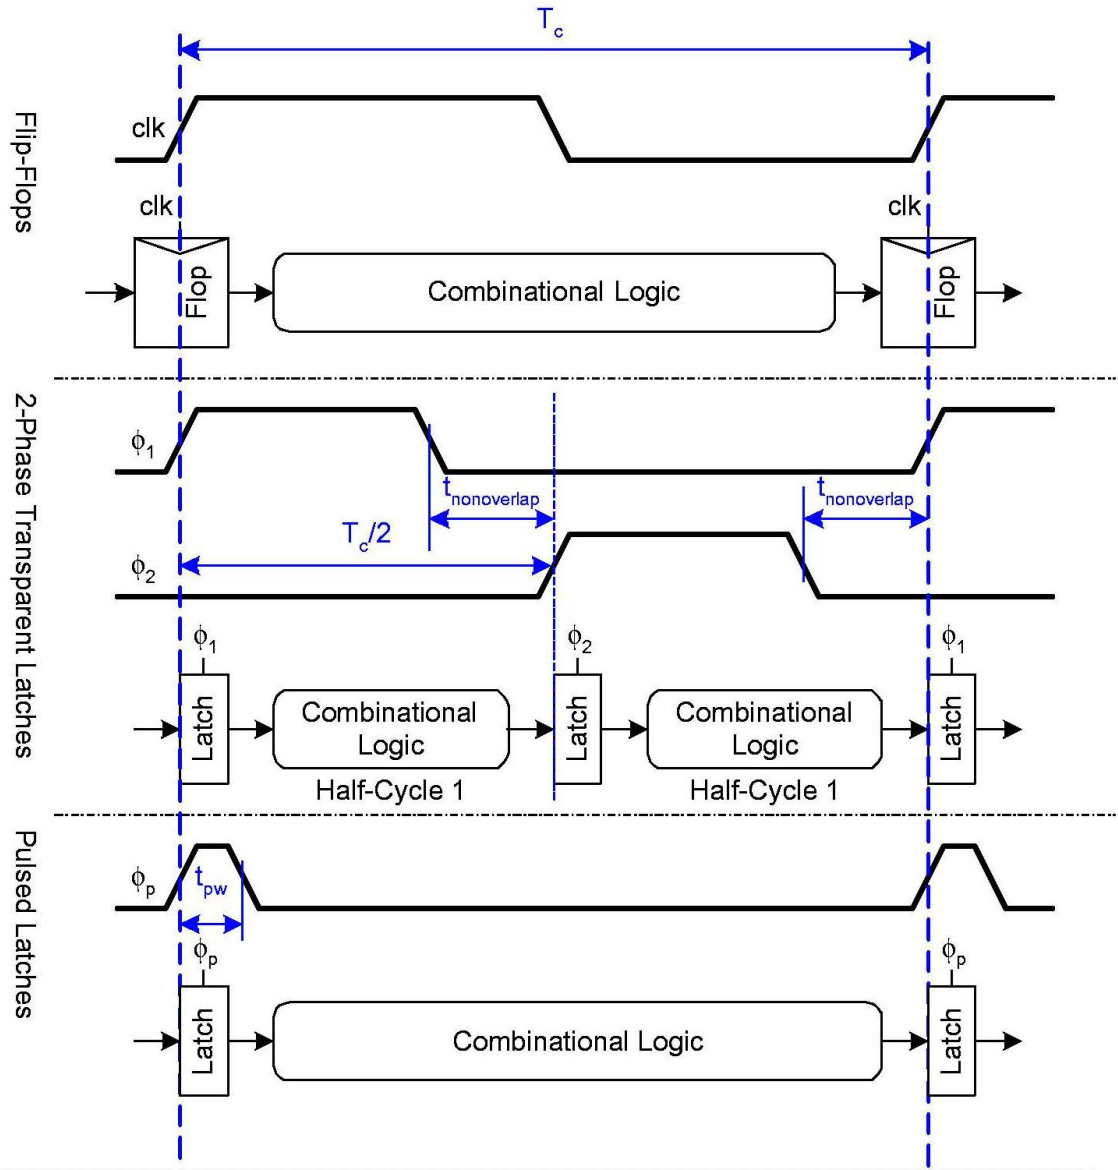 Flip-Flops
T_c
clk
clk
clk
Flop
Combinational Logic
Flop
2-Phase Transparent Latches
ϕ_1
t_nonoverlap
t_nonoverlap
T_c/2
ϕ_2
ϕ_1
ϕ_2
ϕ_1
Latch
Combinational
Logic
Latch
Combinational
Logic
Latch
Half-Cycle 1
Half-Cycle 1
Pulsed Latches
ϕ_p
t_pw
ϕ_p
ϕ_p
Latch
Combinational Logic
Latch